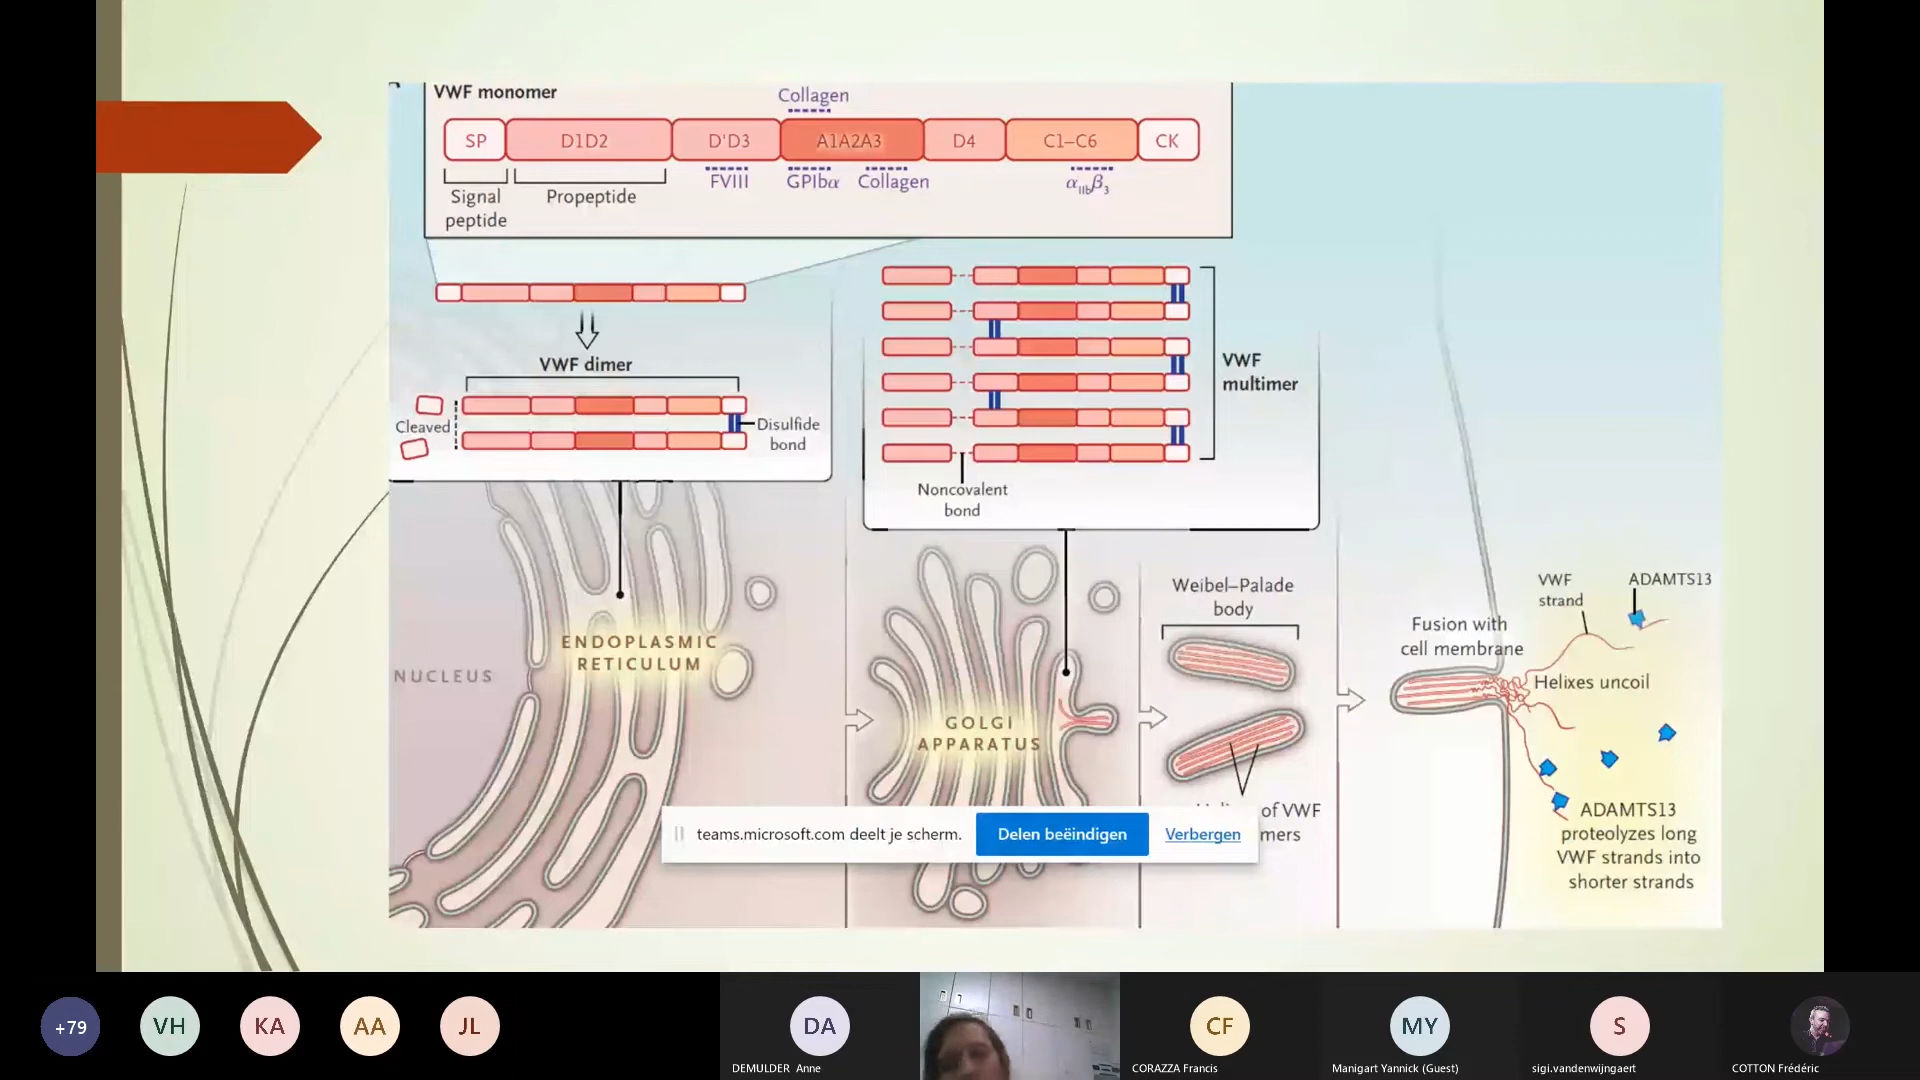 VWF monomer
Collagen
SP
D1D2
D'D3
A1A2A3
D4
C1–C6
CK
FVIII
GPIbα
Collagen
αIIbβ3
Signal
peptide
Propeptide
VWF dimer
Cleaved
Disulfide
bond
VWF
multimer
Noncovalent
bond
NUCLEUS
ENDOPLASMIC
RETICULUM
GOLGI
APPARATUS
Weibel–Palade
body
of VWF
mers
Fusion with
cell membrane
VWF
strand
ADAMTS13
Helixes uncoil
ADAMTS13
proteolyzes long
VWF strands into
shorter strands
teams.microsoft.com deelt je scherm.
Delen beëindigen
Verbergen
+79
VH
KA
AA
JL
DA
CF
MY
S
DEMULDER Anne
CORAZZA Francis
Manigart Yannick (Guest)
sigi.vandenwijngaert
COTTON Frédéric